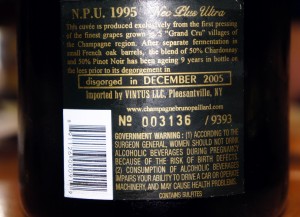 N.P.U. 1995 Nec Plus Ultra
This cuvée is produced exclusively from the first pressing
of the finest grapes grown in 5 "Grand Cru" villages of
the Champagne region. After separate fermentation in
small French oak barrels, the blend of 50% Chardonnay
and 50% Pinot Noir has been ageing 9 years in bottle on
the lees prior to its degorgement in
disgorged in DECEMBER 2005
Imported by VINTUS LLC. Pleasantville, NY
www.champagnebrunopaillard.com
No 003136 /9393
GOVERNMENT WARNING: (1) ACCORDING TO THE
SURGEON GENERAL, WOMEN SHOULD NOT DRINK
ALCOHOLIC BEVERAGES DURING PREGNANCY
BECAUSE OF THE RISK OF BIRTH DEFECTS.
(2) CONSUMPTION OF ALCOHOLIC BEVERAGES
IMPAIRS YOUR ABILITY TO DRIVE A CAR OR OPERATE
MACHINERY, AND MAY CAUSE HEALTH PROBLEMS.
CONTAINS SULFITES